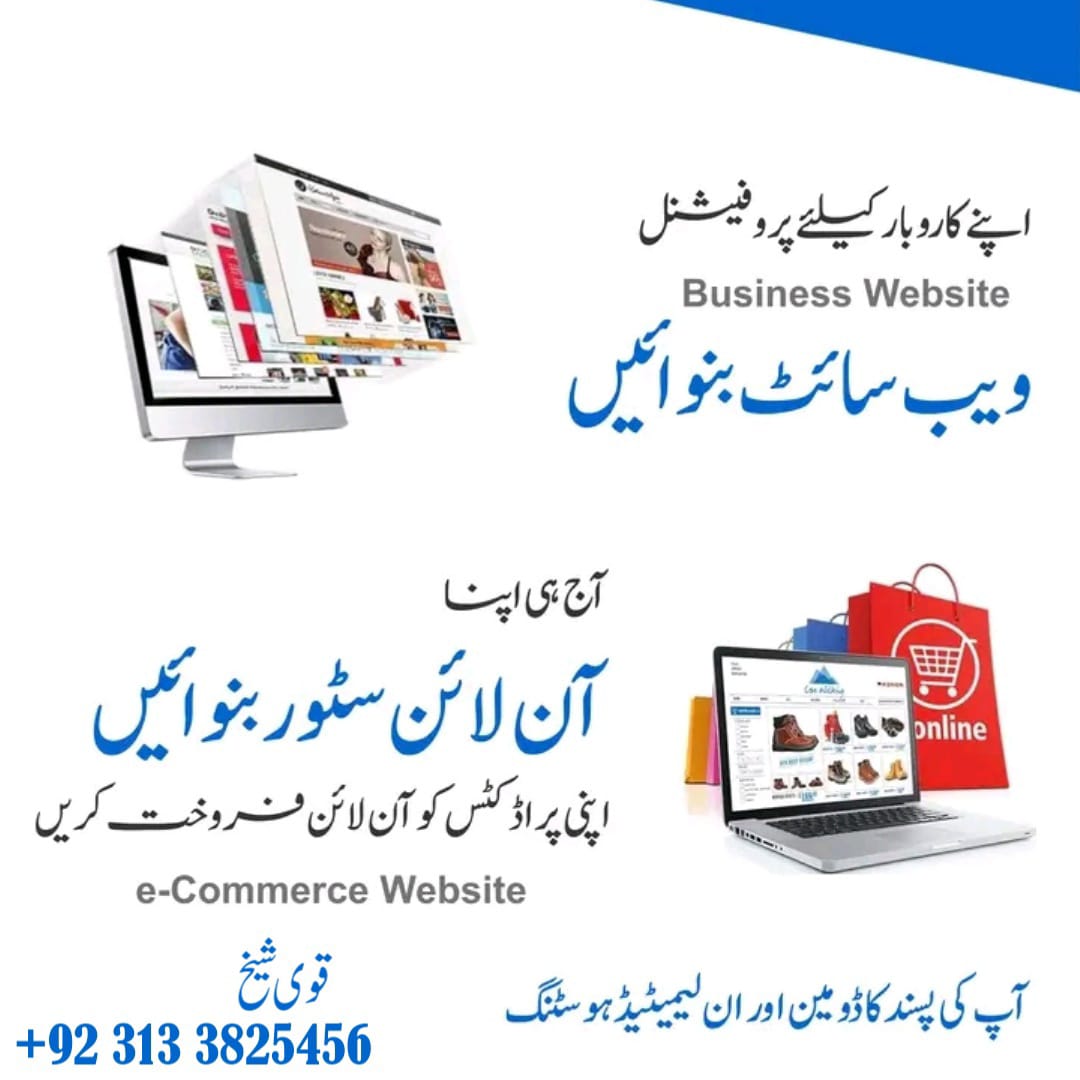 اپنے کاروبار کیلئے پروفیشنل
Business Website
ویب سائٹ بنوائیں
آج ہی اپنا
آن لائن سٹور بنوائیں
اپنی پراڈکٹس کو آن لائن فروخت کریں
e-Commerce Website
online
آپ کی پسند کا ڈومین اور ان لیمیٹیڈ ہوسٹنگ
قوی شیخ
+92 313 3825456